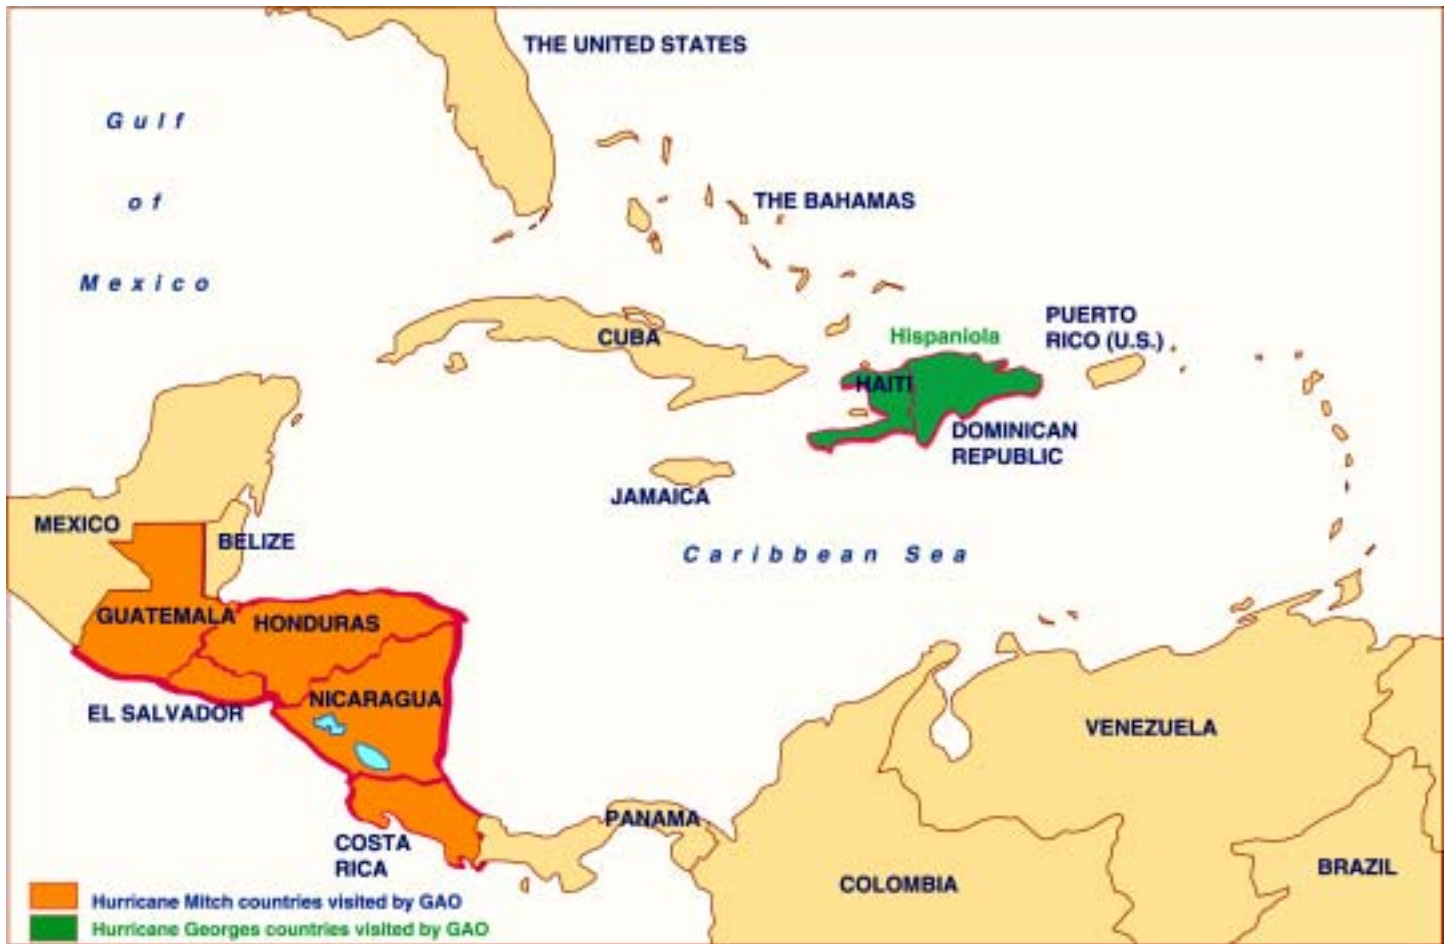 THE UNITED STATES
Gulf
of
Mexico
THE BAHAMAS
CUBA
Hispaniola
PUERTO
RICO (U.S.)
HAITI
DOMINICAN
REPUBLIC
JAMAICA
MEXICO
BELIZE
Caribbean Sea
GUATEMALA
HONDURAS
NICARAGUA
EL SALVADOR
VENEZUELA
PANAMA
COSTA
RICA
COLOMBIA
BRAZIL
Hurricane Mitch countries visited by GAO
Hurricane Georges countries visited by GAO